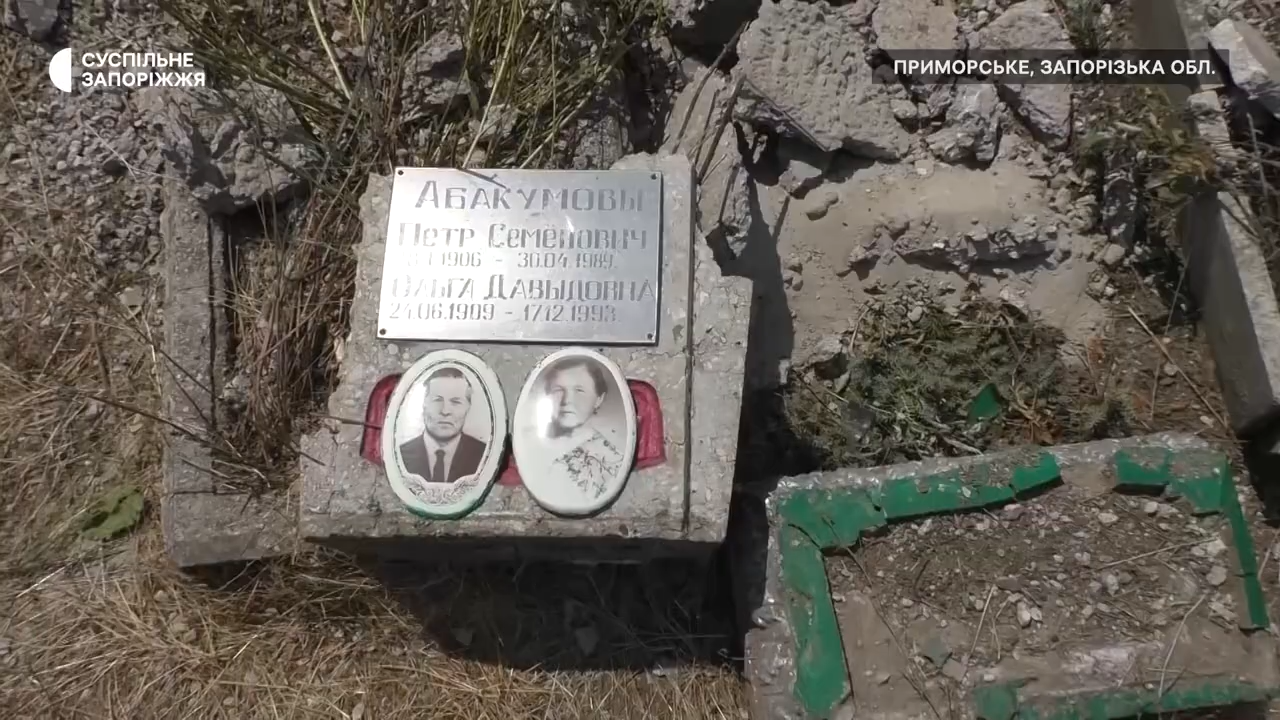 СУСПІЛЬНЕ
ЗАПОРІЖЖЯ
ПРИМОРСЬКЕ, ЗАПОРІЗЬКА ОБЛ.
АБАКУМОВЫ
ПЕТР СЕМЁНОВИЧ
1906 - 30.04.1989.
ОЛЬГА ДАВЫДОВНА
24.06.1909 - 17.12.1993.